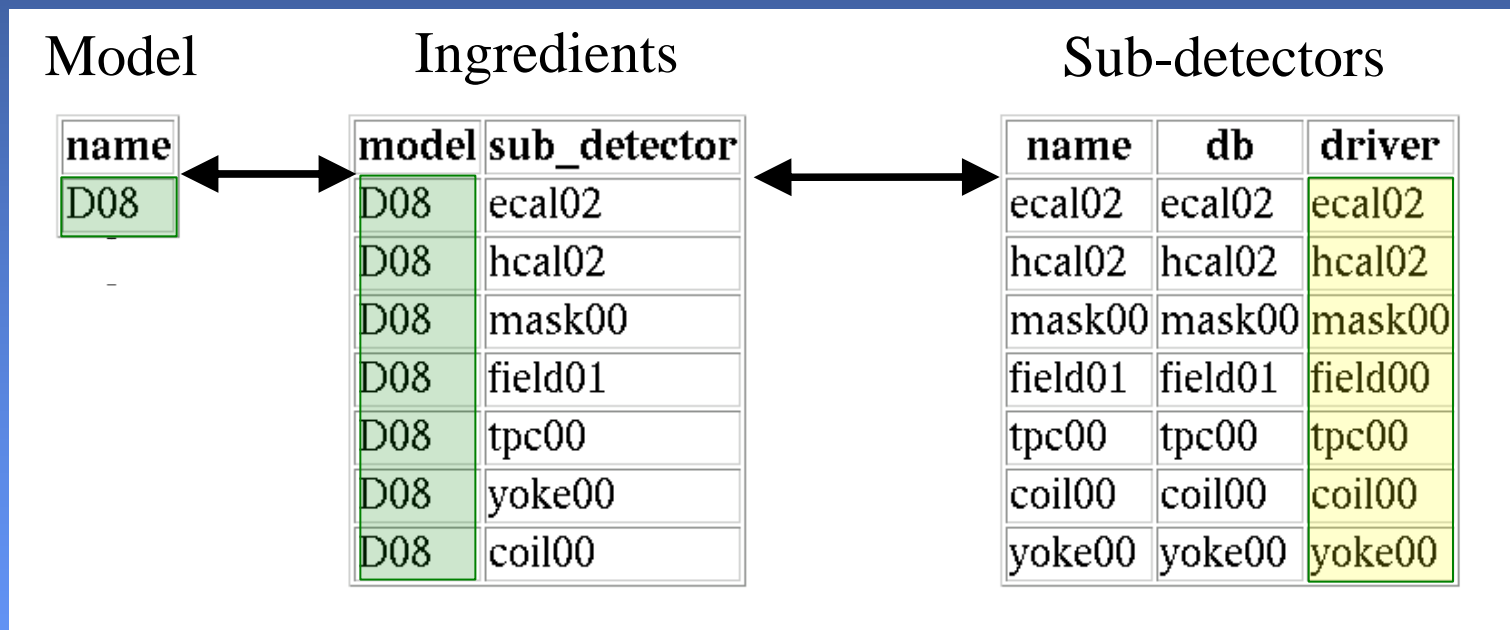 Model Ingredients Sub-detectors
name model sub_detector name db driver
D08 D08 ecal02 ecal02 ecal02 ecal02
D08 hcal02 hcal02 hcal02 hcal02
D08 mask00 mask00 mask00 mask00
D08 field01 field01 field01 field00
D08 tpc00 tpc00 tpc00 tpc00
D08 yoke00 coil00 coil00 coil00
D08 coil00 yoke00 yoke00 yoke00